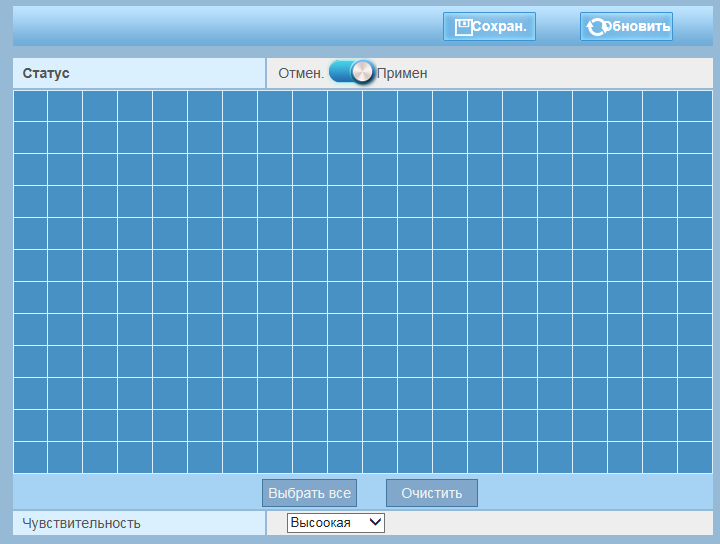 Сохран. Обновить
Статус Отмен. Примен
Выбрать все Очистить
Чувствительность Высоокая